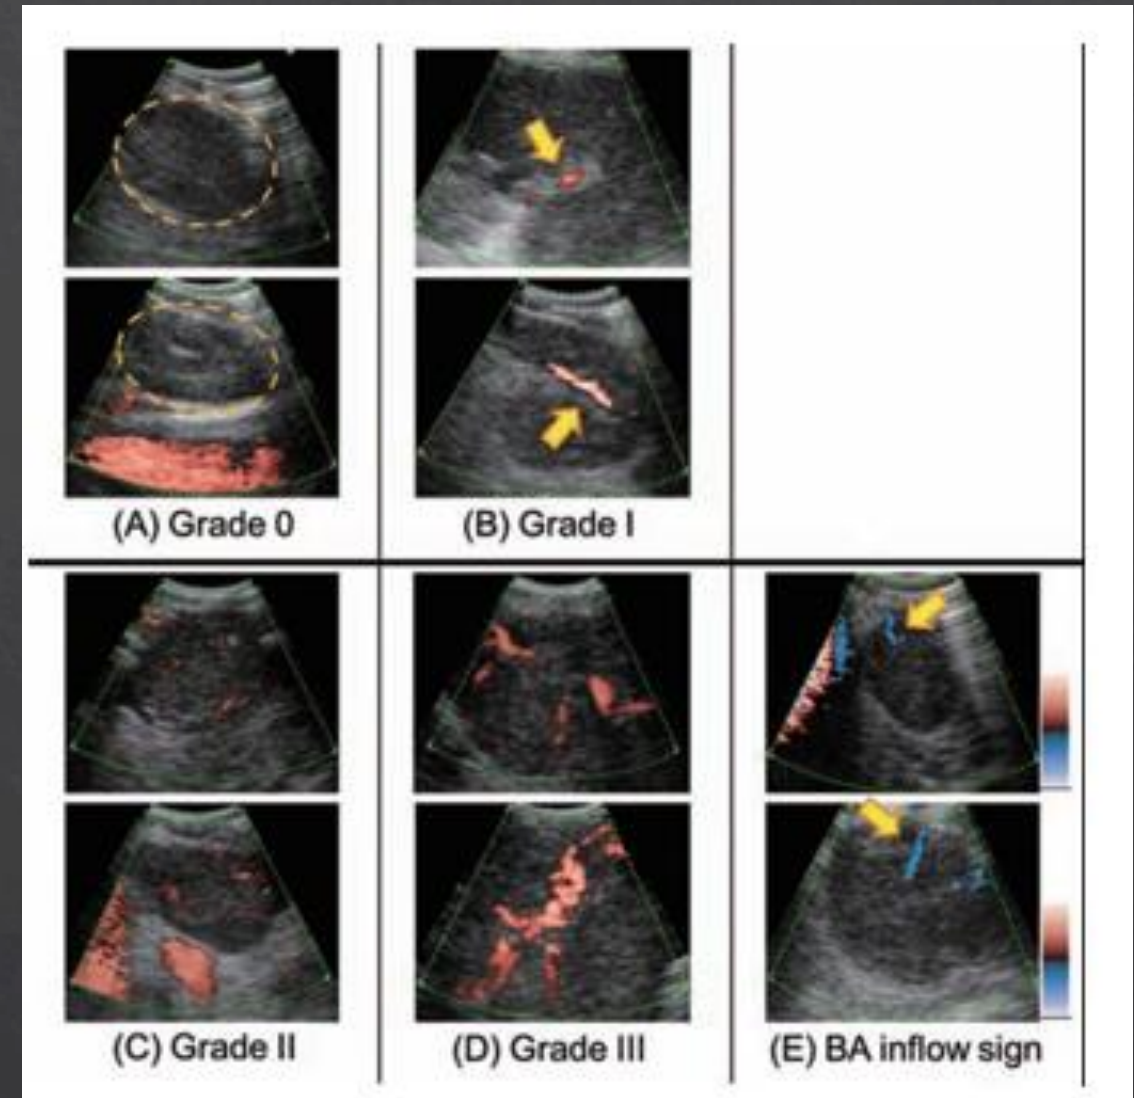 (A) Grade 0
(B) Grade I
(C) Grade II
(D) Grade III
(E) BA inflow sign